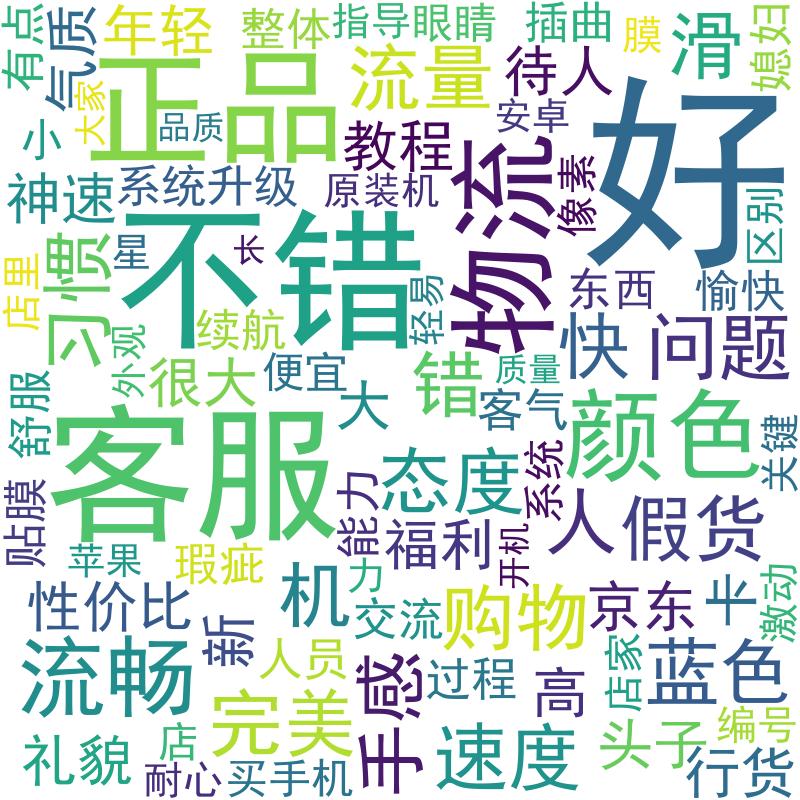 有点
气质
年轻
整体
指导
眼睛
插曲
膜
滑
媳妇
大家
正品
流量
待人
好
小
品质
安卓
教程
神速
系统升级
原装机
物流
像素
区别
店里
习惯
星
不错
长
轻易
东西
愉快
外观
续航
快
问题
很大
便宜
错
质量
舒服
大
客气
颜色
关键
客服
态度
系统
贴膜
能力
福利
开机
人
假货
苹果
瑕疵
机
力
性价比
新
交流
购物
京东
卡
激动
流畅
人员
手感
过程
高
店家
蓝色
完美
礼貌
店
速度
头子
编号
耐心
买手机
行货